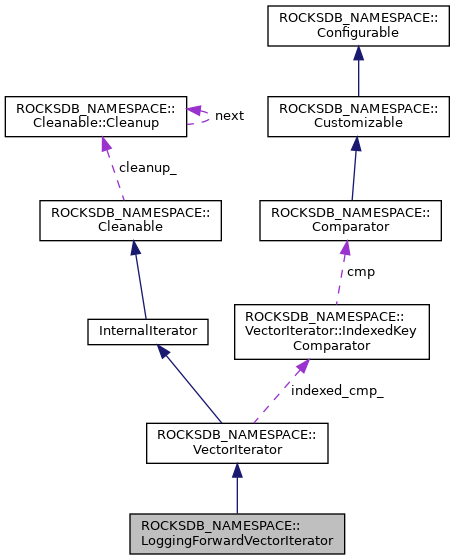 ROCKSDB_NAMESPACE::
Configurable
ROCKSDB_NAMESPACE::
Cleanable::Cleanup
next
ROCKSDB_NAMESPACE::
Customizable
cleanup_
ROCKSDB_NAMESPACE::
Cleanable
ROCKSDB_NAMESPACE::
Comparator
cmp
InternalIterator
ROCKSDB_NAMESPACE::
VectorIterator::IndexedKey
Comparator
indexed_cmp_
ROCKSDB_NAMESPACE::
VectorIterator
ROCKSDB_NAMESPACE::
LoggingForwardVectorIterator